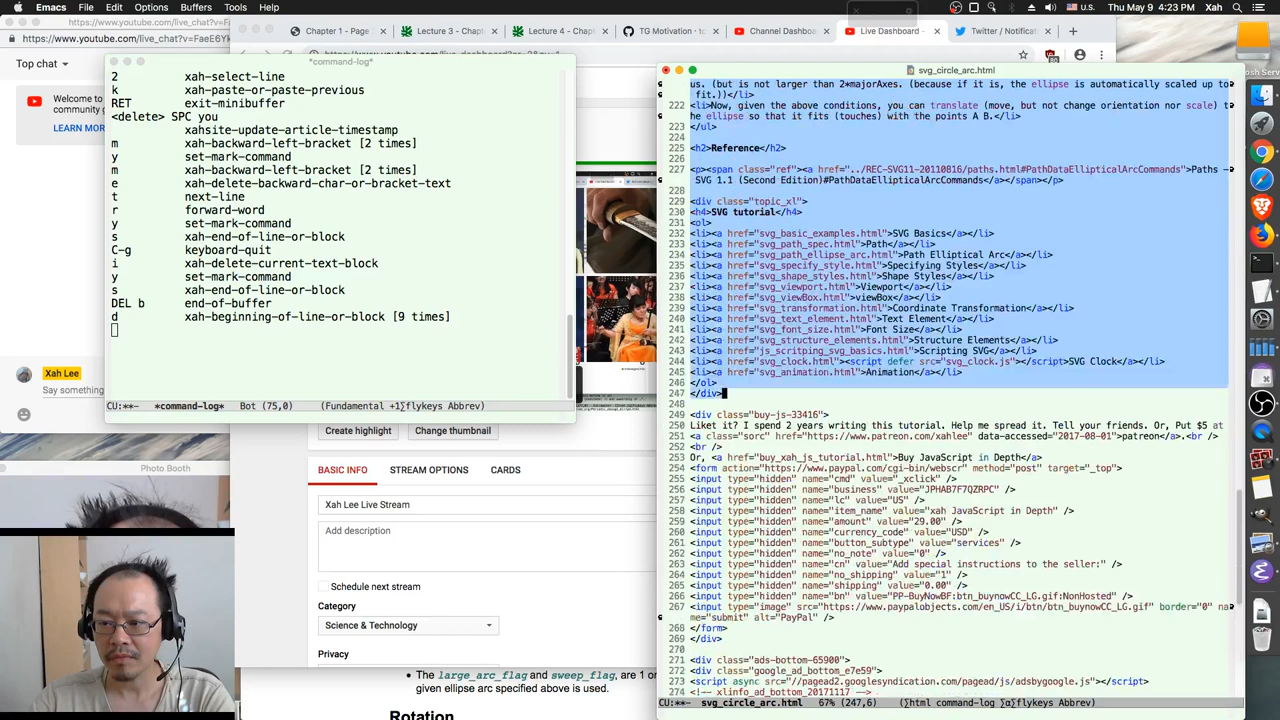 Emacs File Edit Options Buffers Tools Help
Thu May 9 4:23 PM Xah
https://www.youtube.com/live_chat?v=
https://www.youtube.com/live_chat?v=FaeE6Yk
Chapter 1 - Page
Lecture 3 - Chapt
Lecture 4 - Chapt
TG Motivation · t
Channel Dashboa
Live Dashboard -
Twitter / Notificat
Top chat
Welcome to
community g
LEARN MOR
Xah Lee
Say something
*command-log*
2 xah-select-line
k xah-paste-or-paste-previous
RET exit-minibuffer
<delete> SPC you
xahsite-update-article-timestamp
m xah-backward-left-bracket [2 times]
y set-mark-command
m xah-backward-left-bracket [2 times]
e xah-delete-backward-char-or-bracket-text
t next-line
r forward-word
y set-mark-command
s xah-end-of-line-or-block
C-g keyboard-quit
i xah-delete-current-text-block
y set-mark-command
s xah-end-of-line-or-block
DEL b end-of-buffer
d xah-beginning-of-line-or-block [9 times]
CU:**- *command-log* Bot (75,0) (Fundamental +1∑flykeys Abbrev)
Photo Booth
Create highlight Change thumbnail
BASIC INFO STREAM OPTIONS CARDS
Xah Lee Live Stream
Add description
Schedule next stream
Category
Science & Technology
Privacy
The large_arc_flag and sweep_flag, are 1 or
given ellipse arc specified above is used.
Rotation
svg_circle_arc.html
us. (but is not larger than 2*majorAxes. (because if it is, the ellipse is automatically scaled up to
fit.))</li>
222 <li>Now, given the above conditions, you can translate (move, but not change orientation nor scale) t
he ellipse so that it fits (touches) with the points A B.</li>
223 </ul>
224
225 <h2>Reference</h2>
226
227 <p><span class="ref"><a href="../REC-SVG11-20110816/paths.html#PathDataEllipticalArcCommands">Paths —
SVG 1.1 (Second Edition)#PathDataEllipticalArcCommands</a></span></p>
228
229 <div class="topic_xl">
230 <h4>SVG tutorial</h4>
231 <ol>
232 <li><a href="svg_basic_examples.html">SVG Basics</a></li>
233 <li><a href="svg_path_spec.html">Path</a></li>
234 <li><a href="svg_path_ellipse_arc.html">Path Elliptical Arc</a></li>
235 <li><a href="svg_specify_style.html">Specifying Styles</a></li>
236 <li><a href="svg_shape_styles.html">Shape Styles</a></li>
237 <li><a href="svg_viewport.html">Viewport</a></li>
238 <li><a href="svg_viewBox.html">viewBox</a></li>
239 <li><a href="svg_transformation.html">Coordinate Transformation</a></li>
240 <li><a href="svg_text_element.html">Text Element</a></li>
241 <li><a href="svg_font_size.html">Font Size</a></li>
242 <li><a href="svg_structure_elements.html">Structure Elements</a></li>
243 <li><a href="js_scritping_svg_basics.html">Scripting SVG</a></li>
244 <li><a href="svg_clock.html"><script defer src="svg_clock.js"></script>SVG Clock</a></li>
245 <li><a href="svg_animation.html">Animation</a></li>
246 </ol>
247 </div>
248
249 <div class="buy-js-33416">
250 Liket it? I spend 2 years writing this tutorial. Help me spread it. Tell your friends. Or, Put $5 at
251 <a class="sorc" href="https://www.patreon.com/xahlee" data-accessed="2017-08-01">patreon</a>.<br />
252 <br />
253 Or, <a href="buy_xah_js_tutorial.html">Buy JavaScript in Depth</a>
254 <form action="https://www.paypal.com/cgi-bin/webscr" method="post" target="_top">
255 <input type="hidden" name="cmd" value="_xclick" />
256 <input type="hidden" name="business" value="JPHAB7F7QZRPC" />
257 <input type="hidden" name="lc" value="US" />
258 <input type="hidden" name="item_name" value="xah JavaScript in Depth" />
259 <input type="hidden" name="amount" value="29.00" />
260 <input type="hidden" name="currency_code" value="USD" />
261 <input type="hidden" name="button_subtype" value="services" />
262 <input type="hidden" name="no_note" value="0" />
263 <input type="hidden" name="cn" value="Add special instructions to the seller:" />
264 <input type="hidden" name="no_shipping" value="1" />
265 <input type="hidden" name="shipping" value="0.00" />
266 <input type="hidden" name="bn" value="PP-BuyNowBF:btn_buynowCC_LG.gif:NonHosted" />
267 <input type="image" src="https://www.paypalobjects.com/en_US/i/btn/btn_buynowCC_LG.gif" border="0" na
me="submit" alt="PayPal" />
268 </form>
269 </div>
270
271 <div class="ads-bottom-65900">
272 <div class="google_ad_bottom_e7e59">
273 <script async src="//pagead2.googlesyndication.com/pagead/js/adsbygoogle.js"></script>
274 <!-- xlinfo_ad_bottom_20171117 -->
CU:**- svg_circle_arc.html 67% (247,6) (∑html command-log ∑α∑flykeys Abbrev)